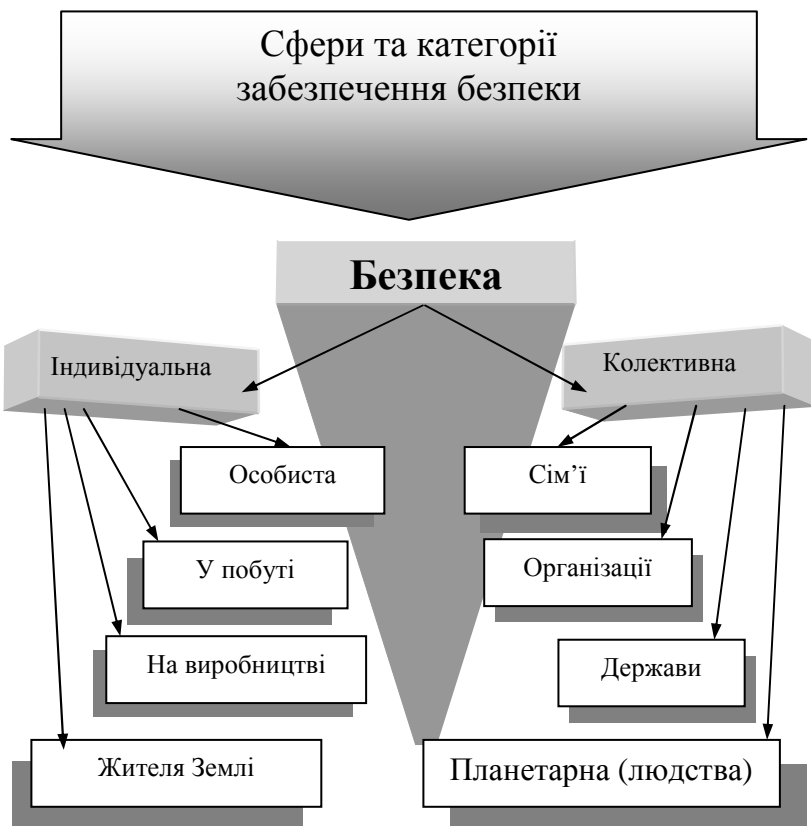 Сфери та категорії
забезпечення безпеки
Безпека
Індивідуальна
Колективна
Особиста
Сім’ї
У побуті
Організації
На виробництві
Держави
Жителя Землі
Планетарна (людства)